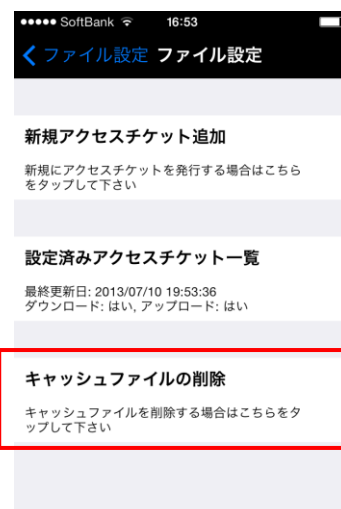 SoftBank 16:53
ファイル設定 ファイル設定
新規アクセスチケット追加
新規にアクセスチケットを発行する場合はこちら
をタップして下さい
設定済みアクセスチケット一覧
最終更新日: 2013/07/10 19:53:36
ダウンロード: はい, アップロード: はい
キャッシュファイルの削除
キャッシュファイルを削除する場合はこちらをタ
ップして下さい